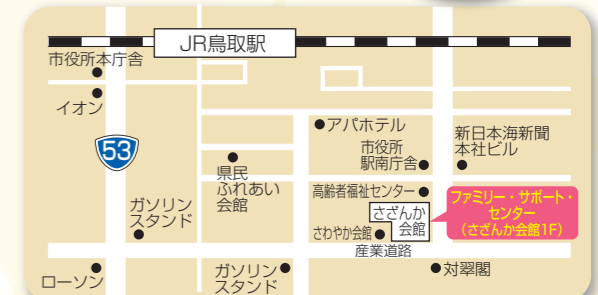 JR鳥取駅
市役所本庁舎
イオン
53
アパホテル
市役所
駅南庁舎
新日本海新聞
本社ビル
県民
ふれあい
会館
高齢者福祉センター
ガソリン
スタンド
さざんか
会館
さわやか会館
ファミリー・サポート・
センター
(さざんか会館1F)
産業道路
ローソン
ガソリン
スタンド
対翠閣